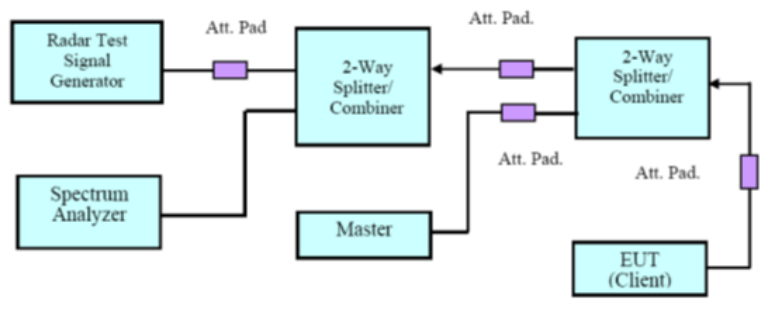 Radar Test
Signal
Generator
Att. Pad
2-Way
Splitter/
Combiner
Att. Pad.
2-Way
Splitter/
Combiner
Att. Pad.
Att. Pad.
Spectrum
Analyzer
Master
EUT
(Client)